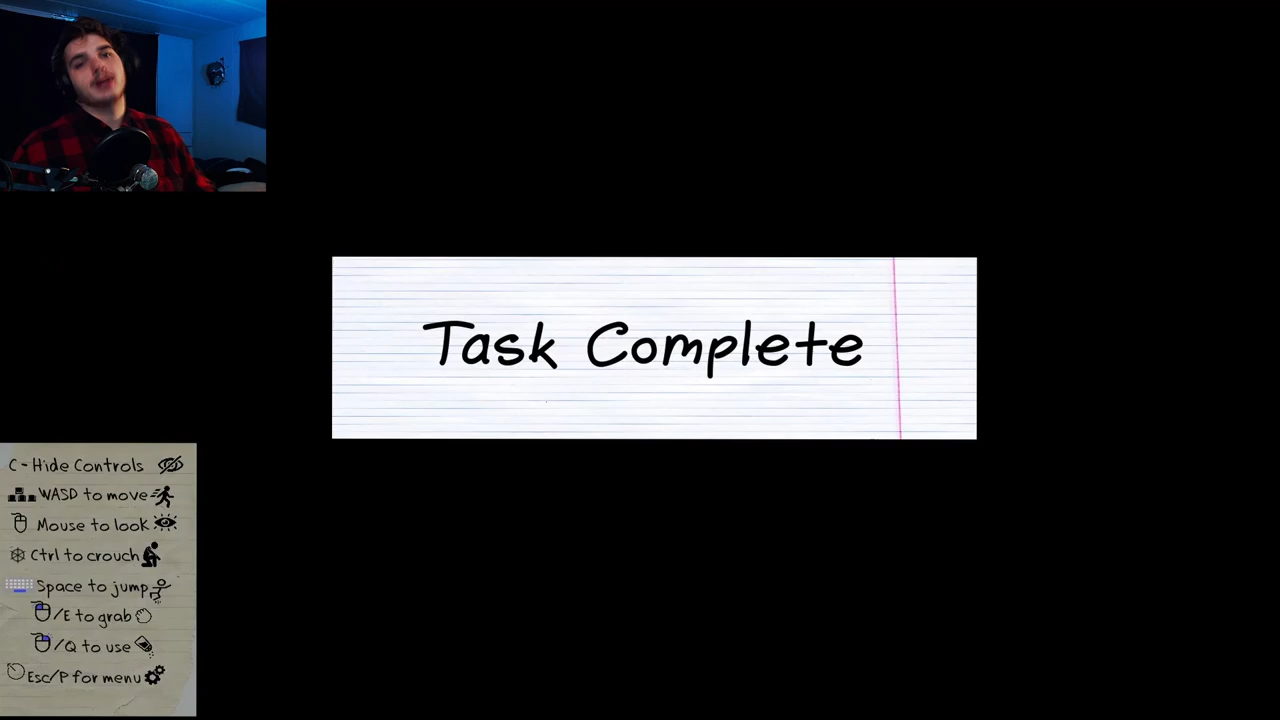 Task Complete
C - Hide Controls
WASD to move
Mouse to look
Ctrl to crouch
Space to jump
/E to grab
/Q to use
Esc/P for menu